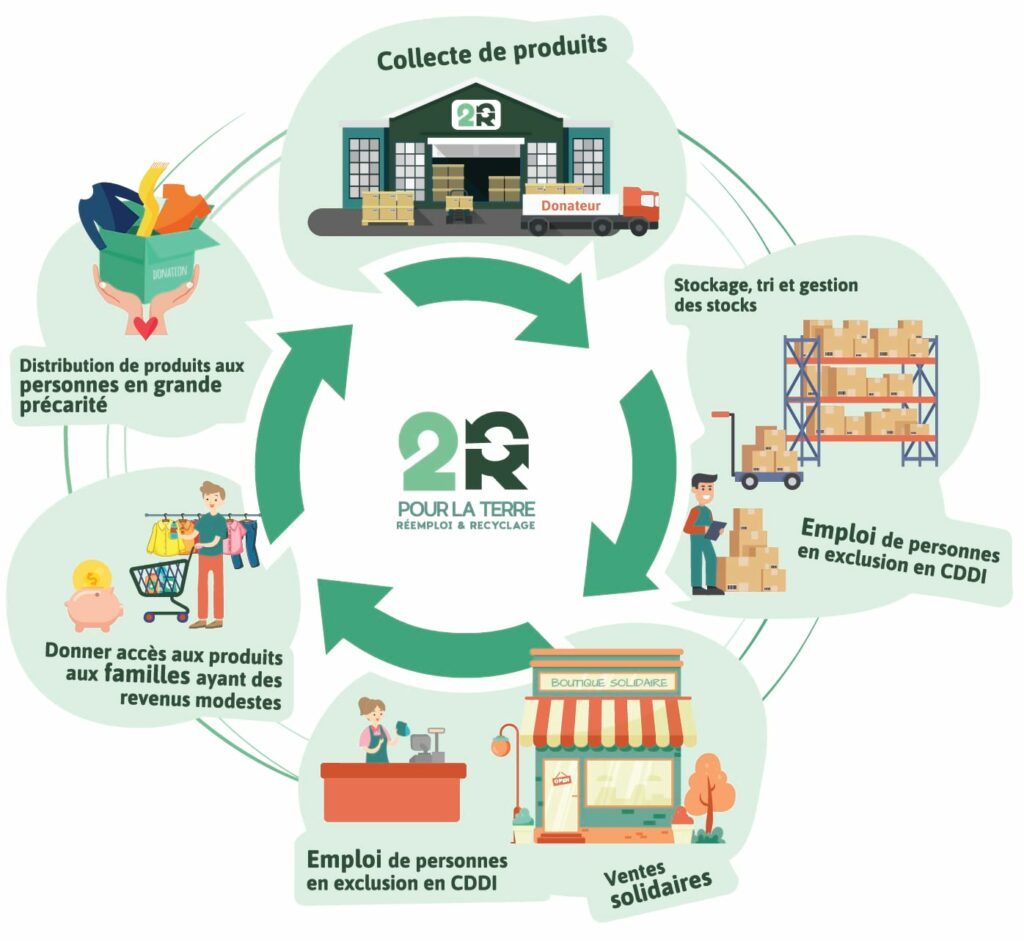 Collecte de produits
2R
Donateur
Stockage, tri et gestion
des stocks
Emploi de personnes
en exclusion en CDDI
BOUTIQUE SOLIDAIRE
OPEN
Ventes
solidaires
Emploi de personnes
en exclusion en CDDI
Donner accès aux produits
aux familles ayant des
revenus modestes
DONATION
Distribution de produits aux
personnes en grande
précarité
2R
POUR LA TERRE
RÉEMPLOI & RECYCLAGE